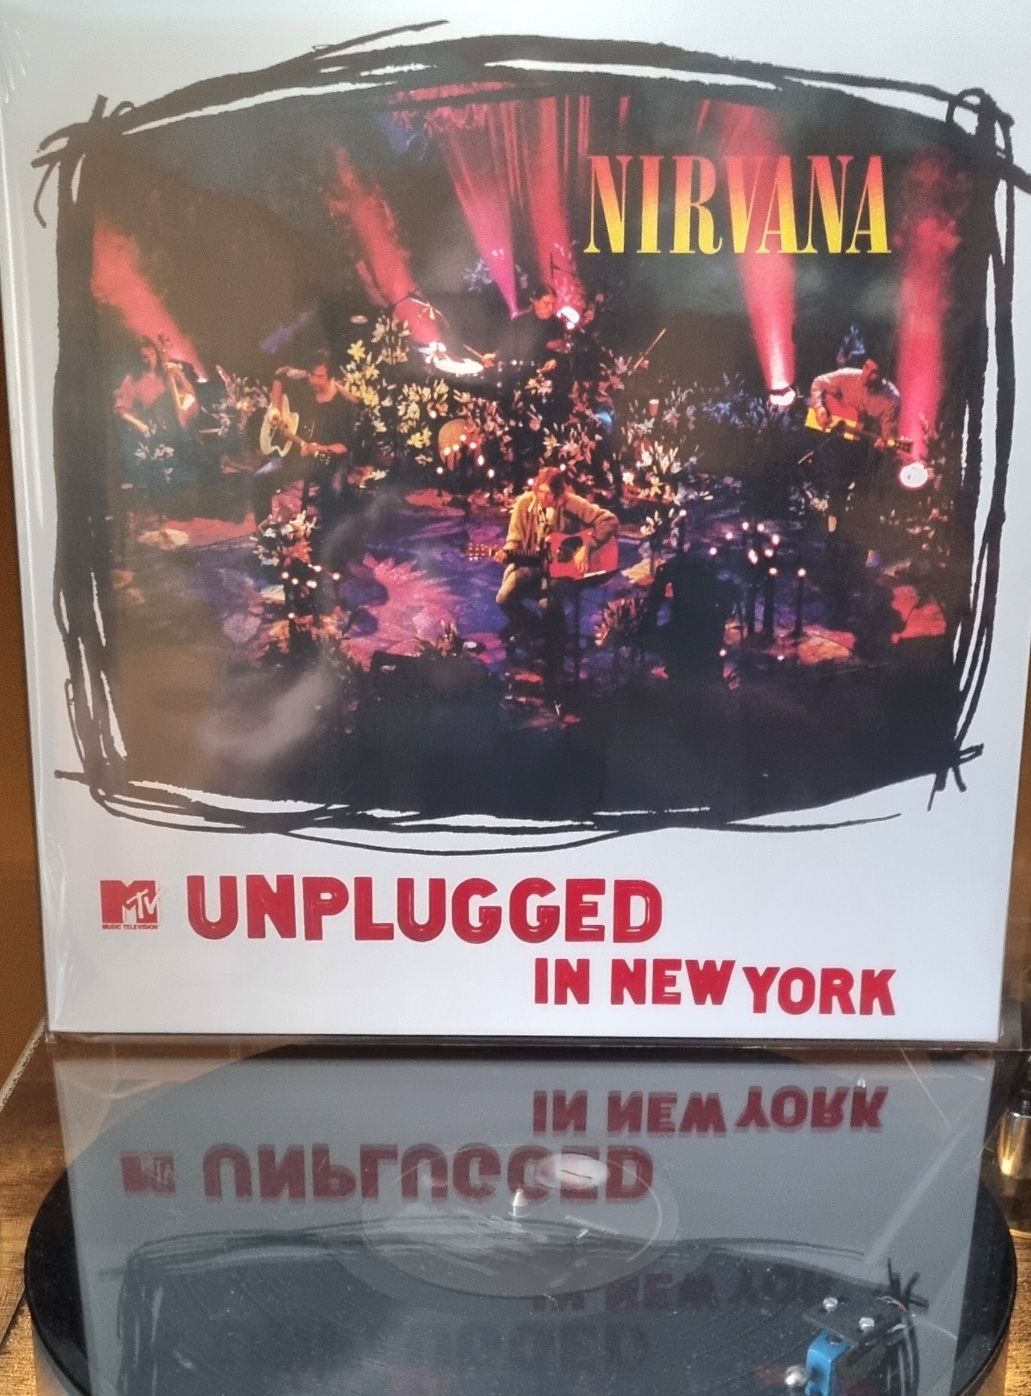 NIRVANA
MTV
MUSIC TELEVISION
UNPLUGGED
IN NEW YORK